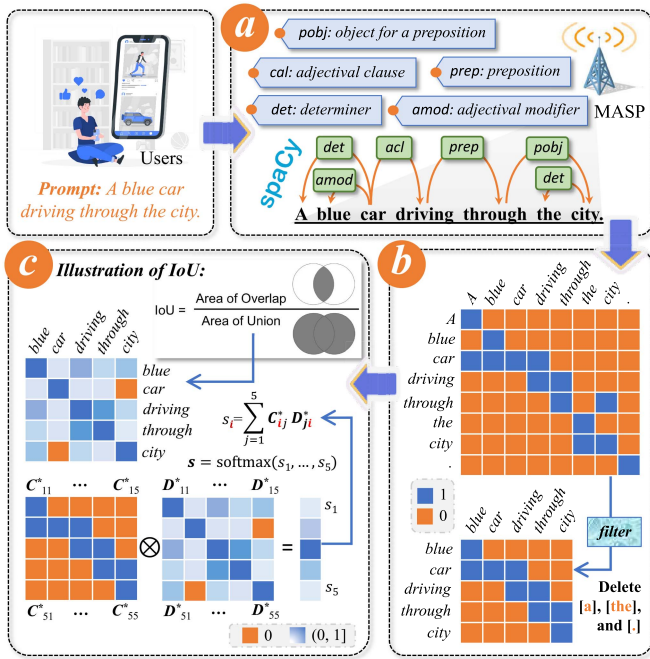 Users
Prompt: A blue car
driving through the city.
a
pobj: object for a preposition
cal: adjectival clause
prep: preposition
det: determiner
amod: adjectival modifier
MASP
spaCy
det
acl
prep
pobj
amod
det
A blue car driving through the city.
b
A
blue
car
driving
through
the
city
.
A
blue
car
driving
through
the
city
.
1
0
filter
blue
car
driving
through
city
blue
car
driving
through
city
Delete
[a], [the],
and [.]
c
Illustration of IoU:
IoU = Area of Overlap
Area of Union
blue
car
driving
through
city
blue
car
driving
through
city
s_i = ∑_{j=1}^{5} C*_{ij} D*_{ji}
s = softmax(s_1, …, s_5)
C*_11 ⋯ C*_15
D*_11 ⋯ D*_15
⊗
=
s_1
s_5
C*_51 ⋯ C*_55
D*_51 ⋯ D*_55
0
(0, 1]